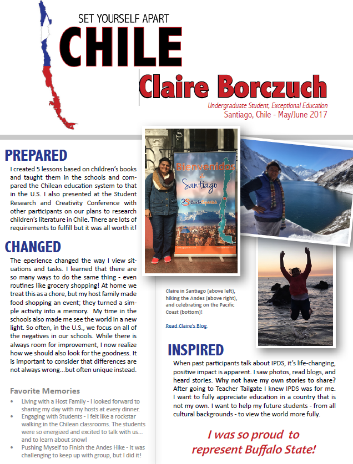 SET YOURSELF APART
CHILE
Claire Borczuch
Undergraduate Student, Exceptional Education
Santiago, Chile - May/June 2017
PREPARED
I created 5 lessons based on children's books
and taught them in the schools and com-
pared the Chilean education system to that
in the U.S. I also presented at the Student
Research and Creativity Conference with
other participants on our plans to research
children's literature in Chile. There are lots of
requirements to fulfill but it was all worth it!
CHANGED
The xperience changed the way I view sit-
uations and tasks. I learned that there are
so many ways to do the same thing - even
routines like grocery shopping! At home we
treat this as a chore, but my host family made
food shopping an event; they turned a sim-
ple activity into a memory. My time in the
schools also made me see the world in a new
light. So often, in the U.S., we focus on all of
the negatives in our schools. While there is
always room for improvement, I now realize
how we should also look for the goodness. It
is important to consider that differences are
not always wrong...but often unique instead.
Favorite Memories
• Living with a Host Family - I looked forward to
sharing my day with my hosts at every dinner
• Engaging with Students - I felt like a rockstar
walking in the Chilean classrooms. The students
were so energized and excited to talk with us...
and to learn about snow!
• Pushing Myself to Finish the Andes Hike - It was
challenging to keep up with group, but I did it!
Santiago
Claire in Santiago (above left),
hiking the Andes (above right),
and celebrating on the Pacific
Coast (bottom)!
Read Claire's Blog.
INSPIRED
When past participants talk about IPDS, it's life-changing,
positive impact is apparent. I saw photos, read blogs, and
heard stories. Why not have my own stories to share?
After going to Teacher Tailgate I knew IPDS was for me.
I want to fully appreciate education in a country that is
not my own. I want to help my future students - from all
cultural backgrounds - to view the world more fully.
I was so proud to
represent Buffalo State!